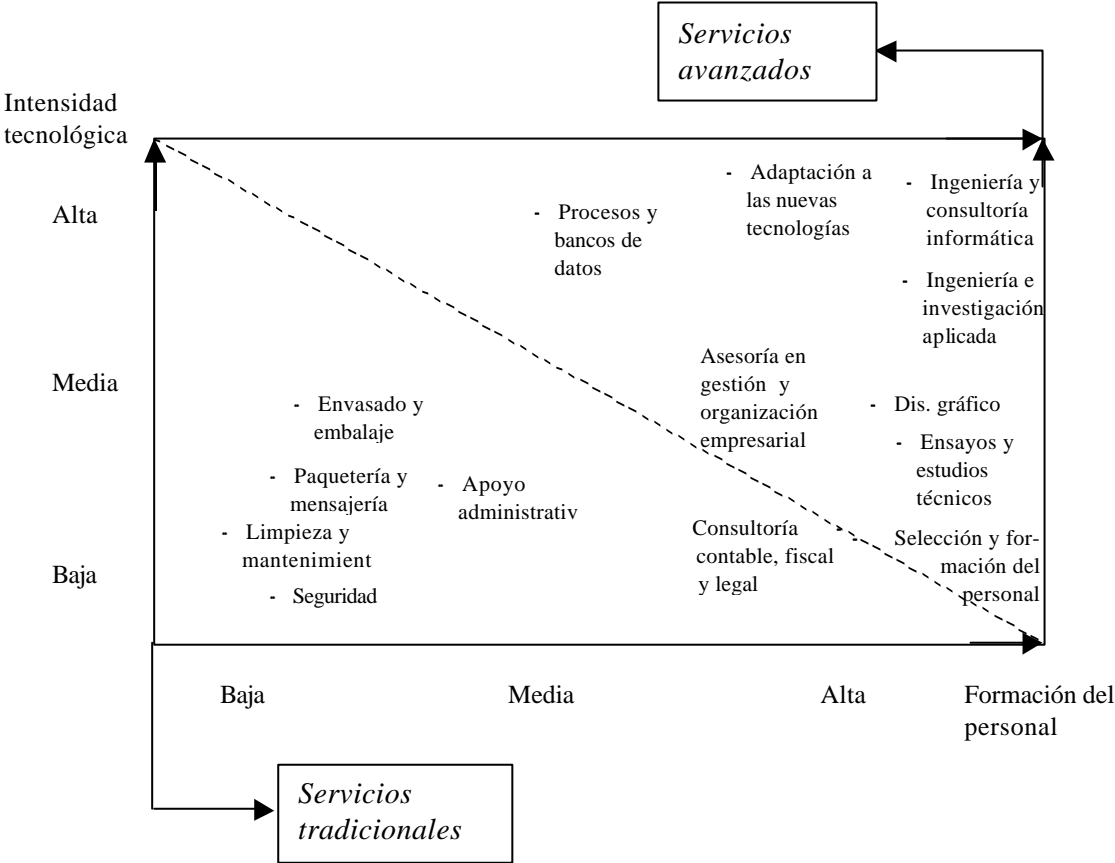 Servicios
avanzados
Intensidad
tecnológica
Alta
- Procesos y
bancos de
datos
- Adaptación a
las nuevas
tecnologías
- Ingeniería y
consultoría
informática
- Ingeniería e
investigación
aplicada
Media
- Envasado y
embalaje
Asesoría en
gestión y
organización
empresarial
- Dis. gráfico
- Ensayos y
estudios
técnicos
- Paquetería y
mensajería
- Apoyo
administrativ
- Limpieza y
mantenimient
Baja
- Seguridad
Consultoría -
contable, fiscal
y legal
- Selección y for-
mación del
personal
Baja
Media
Alta
Formación del
personal
Servicios
tradicionales